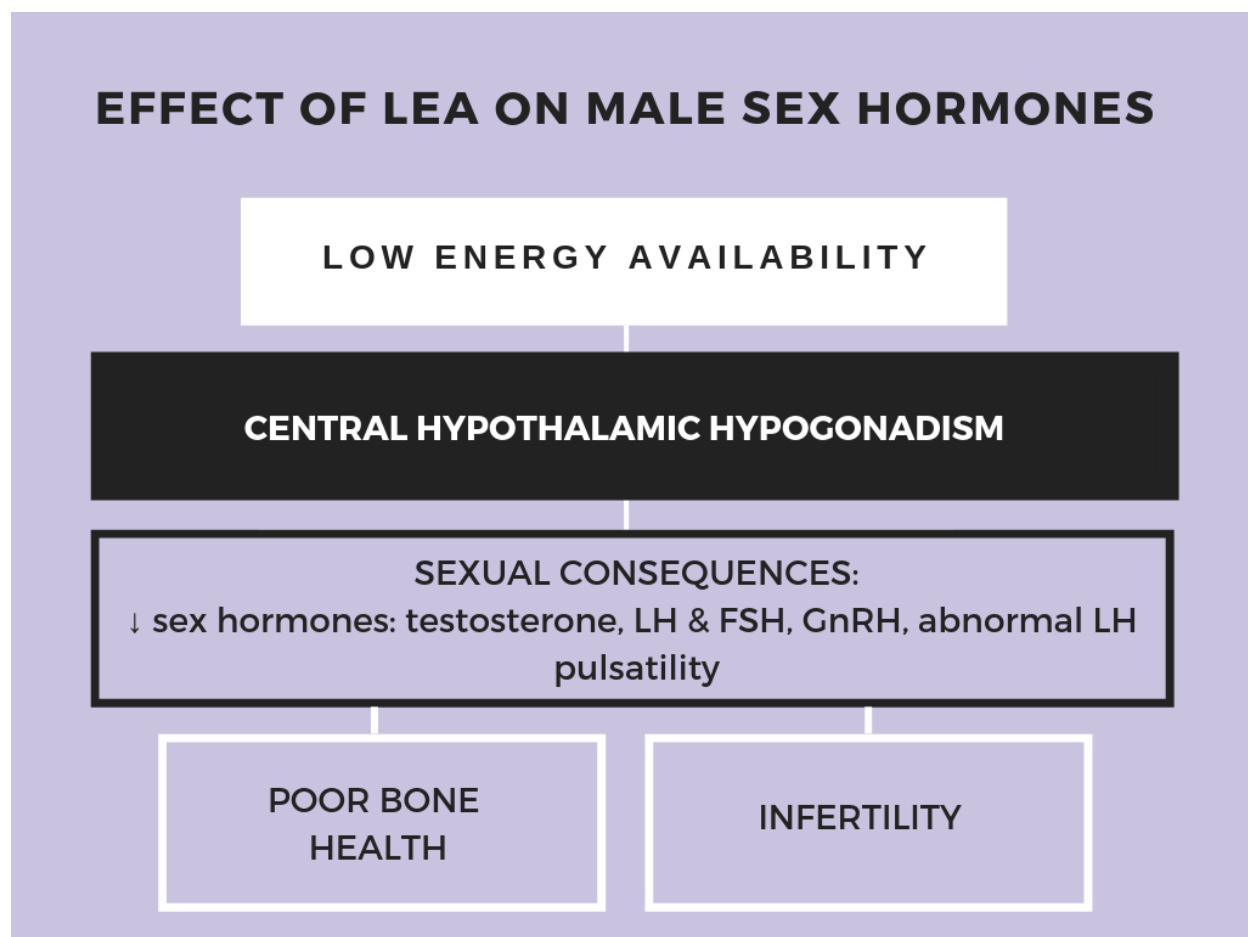 EFFECT OF LEA ON MALE SEX HORMONES
LOW ENERGY AVAILABILITY
CENTRAL HYPOTHALAMIC HYPOGONADISM
SEXUAL CONSEQUENCES:
↓ sex hormones: testosterone, LH & FSH, GnRH, abnormal LH
pulsatility
POOR BONE
HEALTH
INFERTILITY